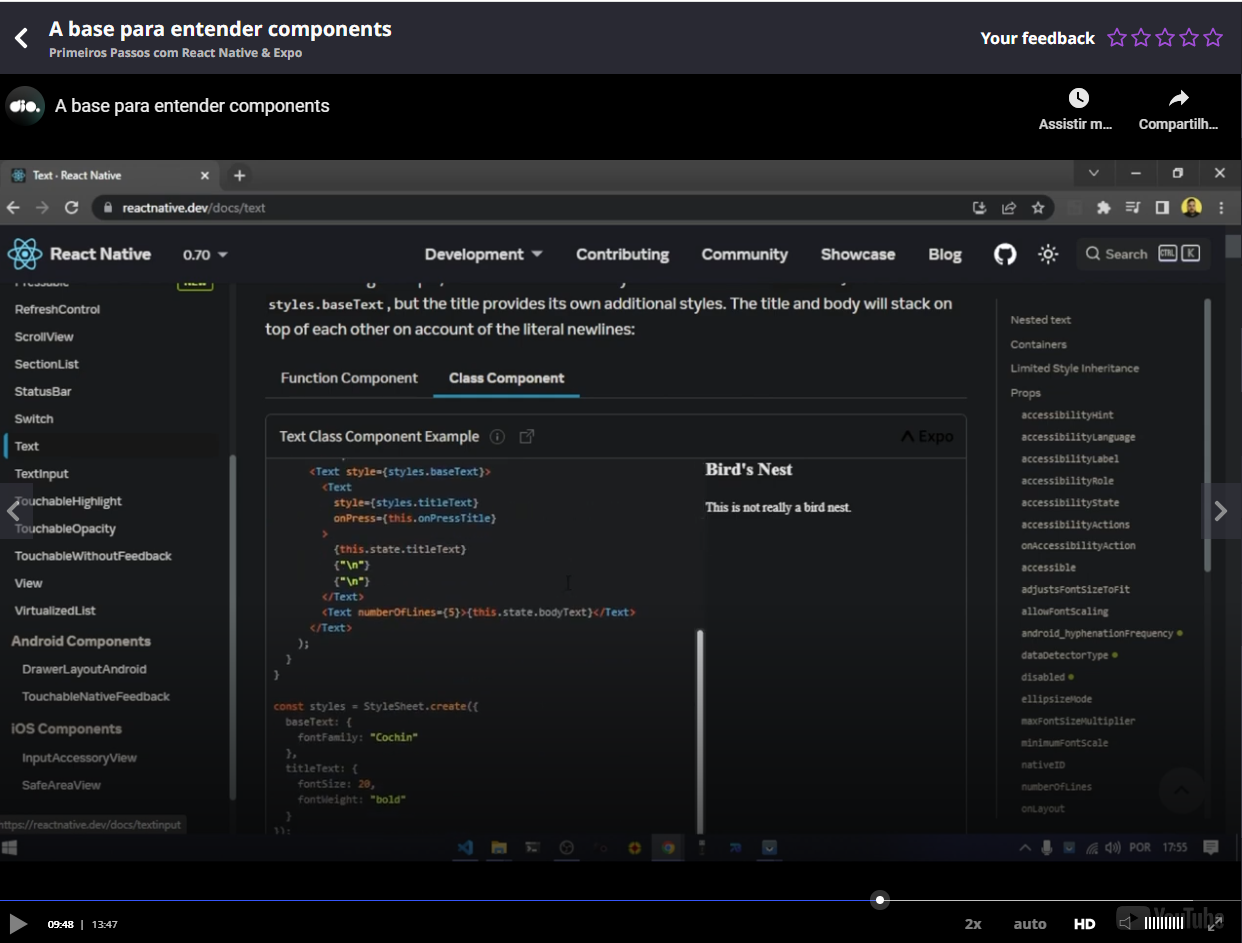 A base para entender components
Primeiros Passos com React Native & Expo
Your feedback
dio.
A base para entender components
Assistir m...
Compartilh...
Text · React Native
reactnative.dev/docs/text
React Native
0.70
Development
Contributing
Community
Showcase
Blog
Search
CTRL K
Pressable
NEW
RefreshControl
ScrollView
SectionList
StatusBar
Switch
Text
TextInput
TouchableHighlight
TouchableOpacity
TouchableWithoutFeedback
View
VirtualizedList
Android Components
DrawerLayoutAndroid
TouchableNativeFeedback
iOS Components
InputAccessoryView
SafeAreaView
https://reactnative.dev/docs/textinput
styles.baseText, but the title provides its own additional styles. The title and body will stack on
top of each other on account of the literal newlines:
Function Component
Class Component
Text Class Component Example
Expo
<Text style={styles.baseText}>
<Text
style={styles.titleText}
onPress={this.onPressTitle}
>
{this.state.titleText}
{"\n"}
{"\n"}
</Text>
<Text numberOfLines={5}>{this.state.bodyText}</Text>
</Text>
);
}
}
const styles = StyleSheet.create({
baseText: {
fontFamily: "Cochin"
},
titleText: {
fontSize: 20,
fontWeight: "bold"
}
});
Bird's Nest
This is not really a bird nest.
Nested text
Containers
Limited Style Inheritance
Props
accessibilityHint
accessibilityLanguage
accessibilityLabel
accessibilityRole
accessibilityState
accessibilityActions
onAccessibilityAction
accessible
adjustsFontSizeToFit
allowFontScaling
android_hyphenationFrequency
dataDetectorType
disabled
ellipsizeMode
maxFontSizeMultiplier
minimumFontScale
nativeID
numberOfLines
onLayout
POR
17:55
09:48 | 13:47
2x
auto
HD
YouTube